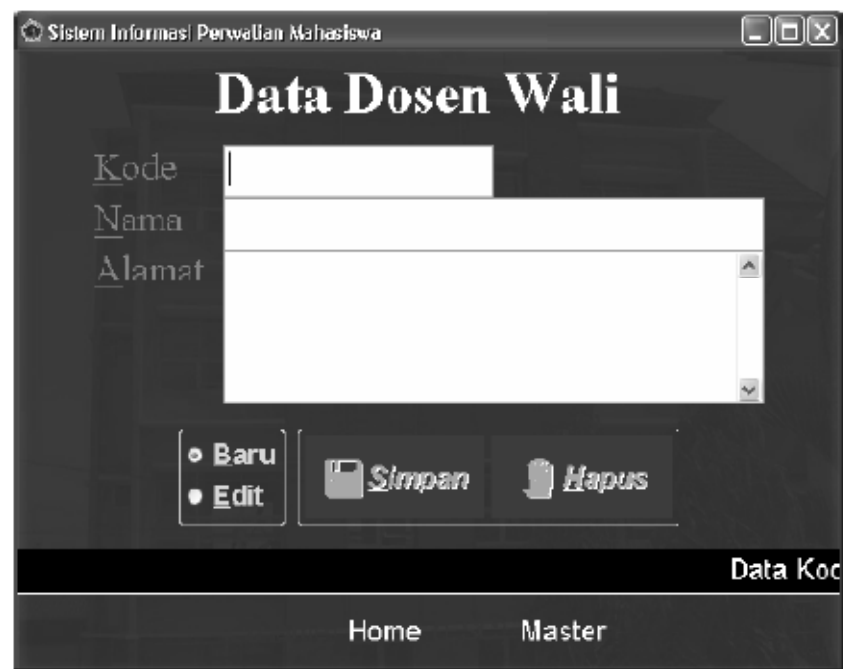 Sistem Informasi Perwalian Mahasiswa
Data Dosen Wali
Kode
Nama
Alamat
Baru
Edit
Simpan
Hapus
Data Koc
Home Master